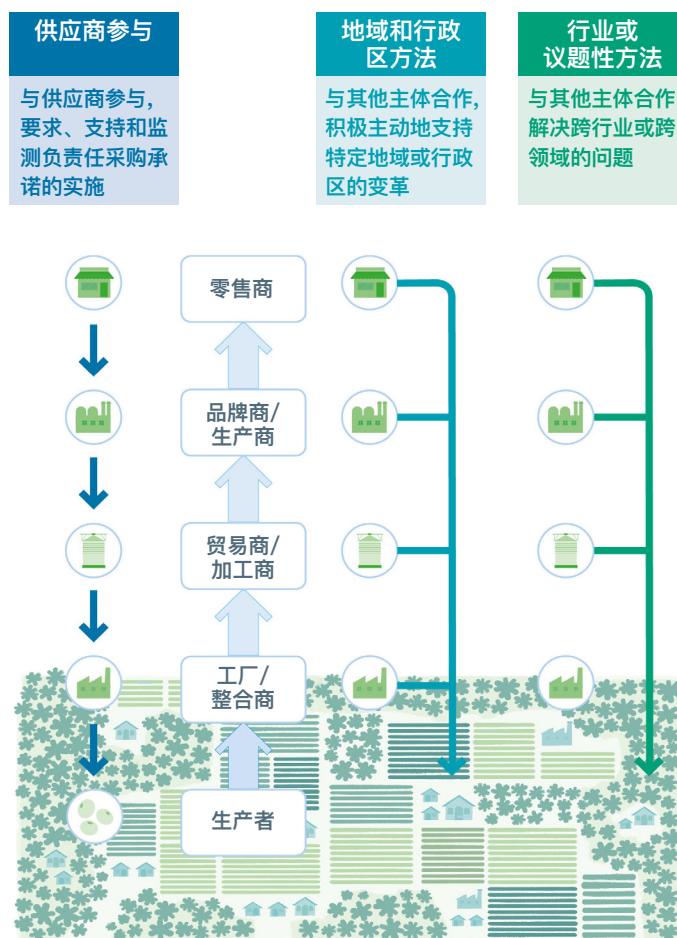 供应商参与
与供应商参与，
要求、支持和监
测负责任采购承
诺的实施
地域和行政
区方法
与其他主体合作，
积极主动地支持
特定地域或行政
区的变革
行业或
议题性方法
与其他主体合作
解决跨行业或跨
领域的问题
零售商
品牌商/
生产商
贸易商/
加工商
工厂/
整合商
生产者